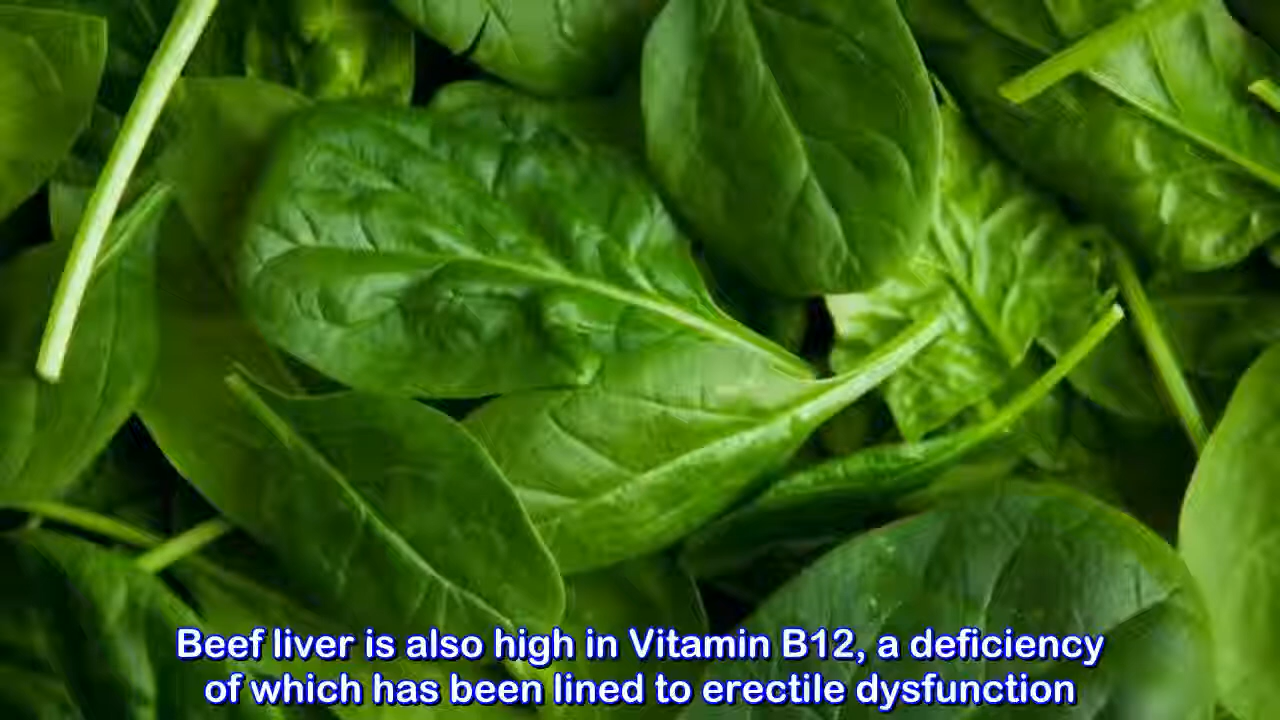 Beef liver is also high in Vitamin B12, a deficiency
of which has been lined to erectile dysfunction